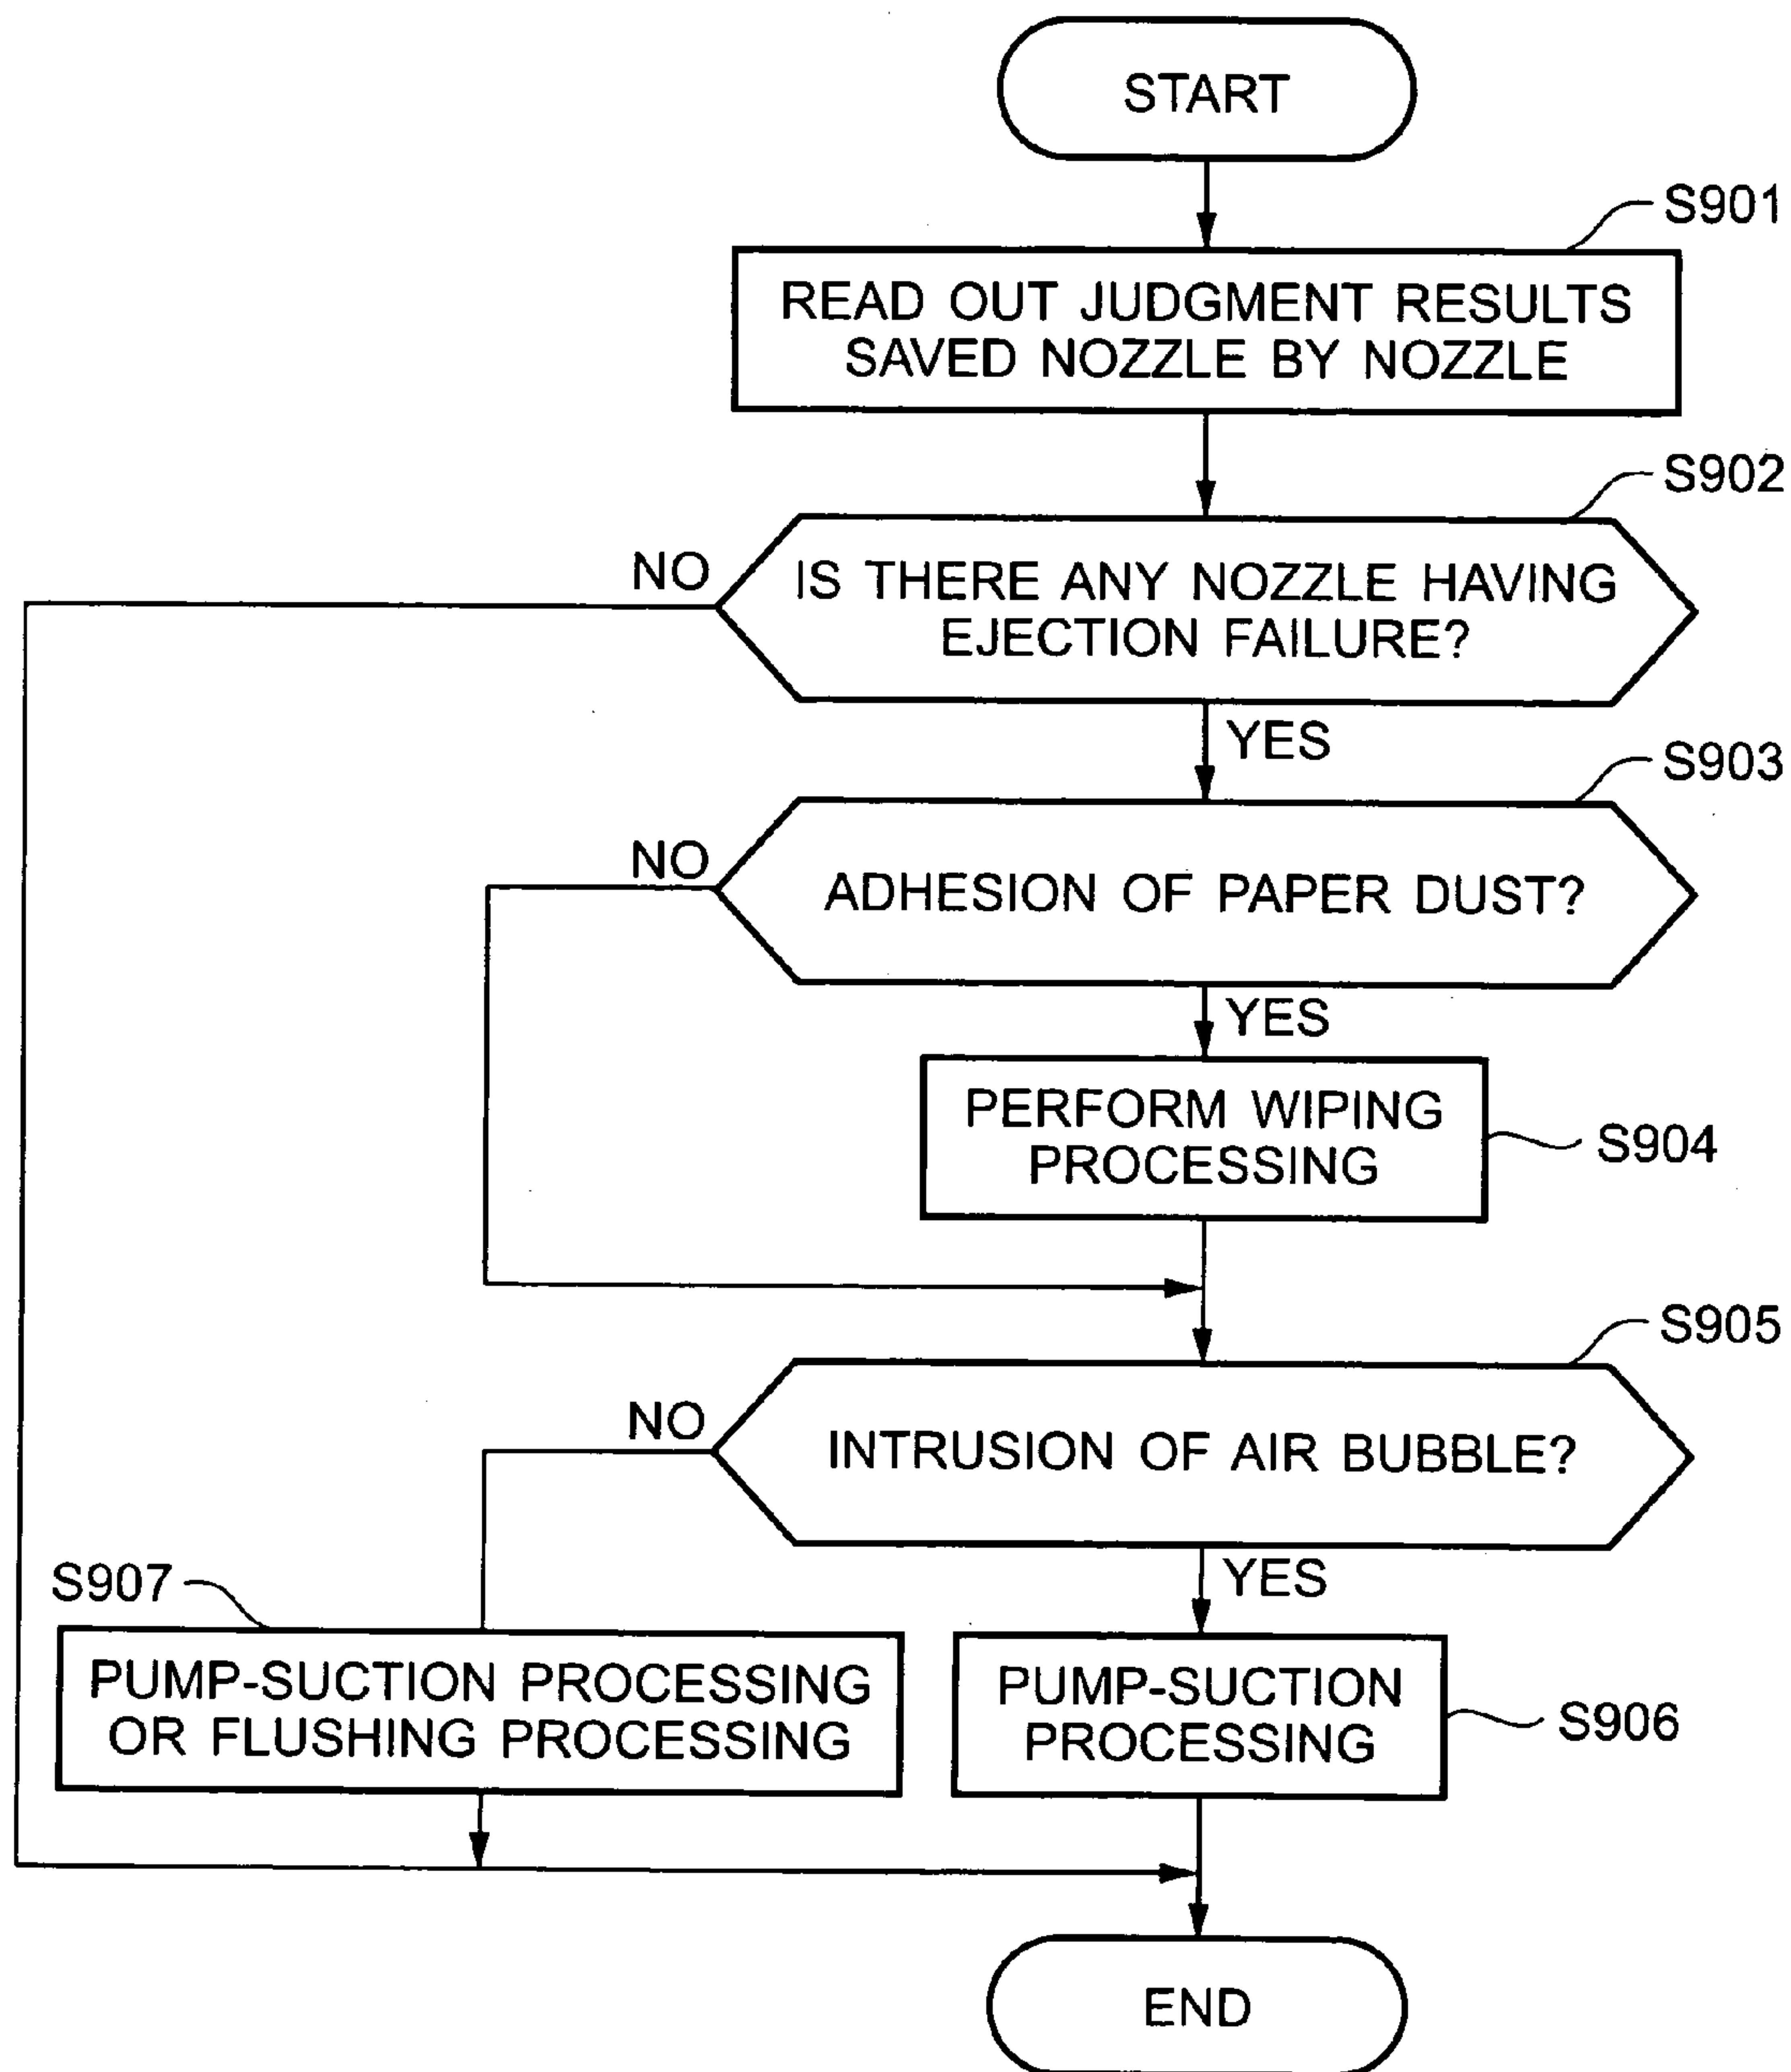 START
S901
READ OUT JUDGMENT RESULTS
SAVED NOZZLE BY NOZZLE
S902
NO
IS THERE ANY NOZZLE HAVING
EJECTION FAILURE?
YES
S903
NO
ADHESION OF PAPER DUST?
YES
PERFORM WIPING
PROCESSING
S904
S905
NO
INTRUSION OF AIR BUBBLE?
YES
S907
PUMP-SUCTION PROCESSING
OR FLUSHING PROCESSING
PUMP-SUCTION
PROCESSING
S906
END